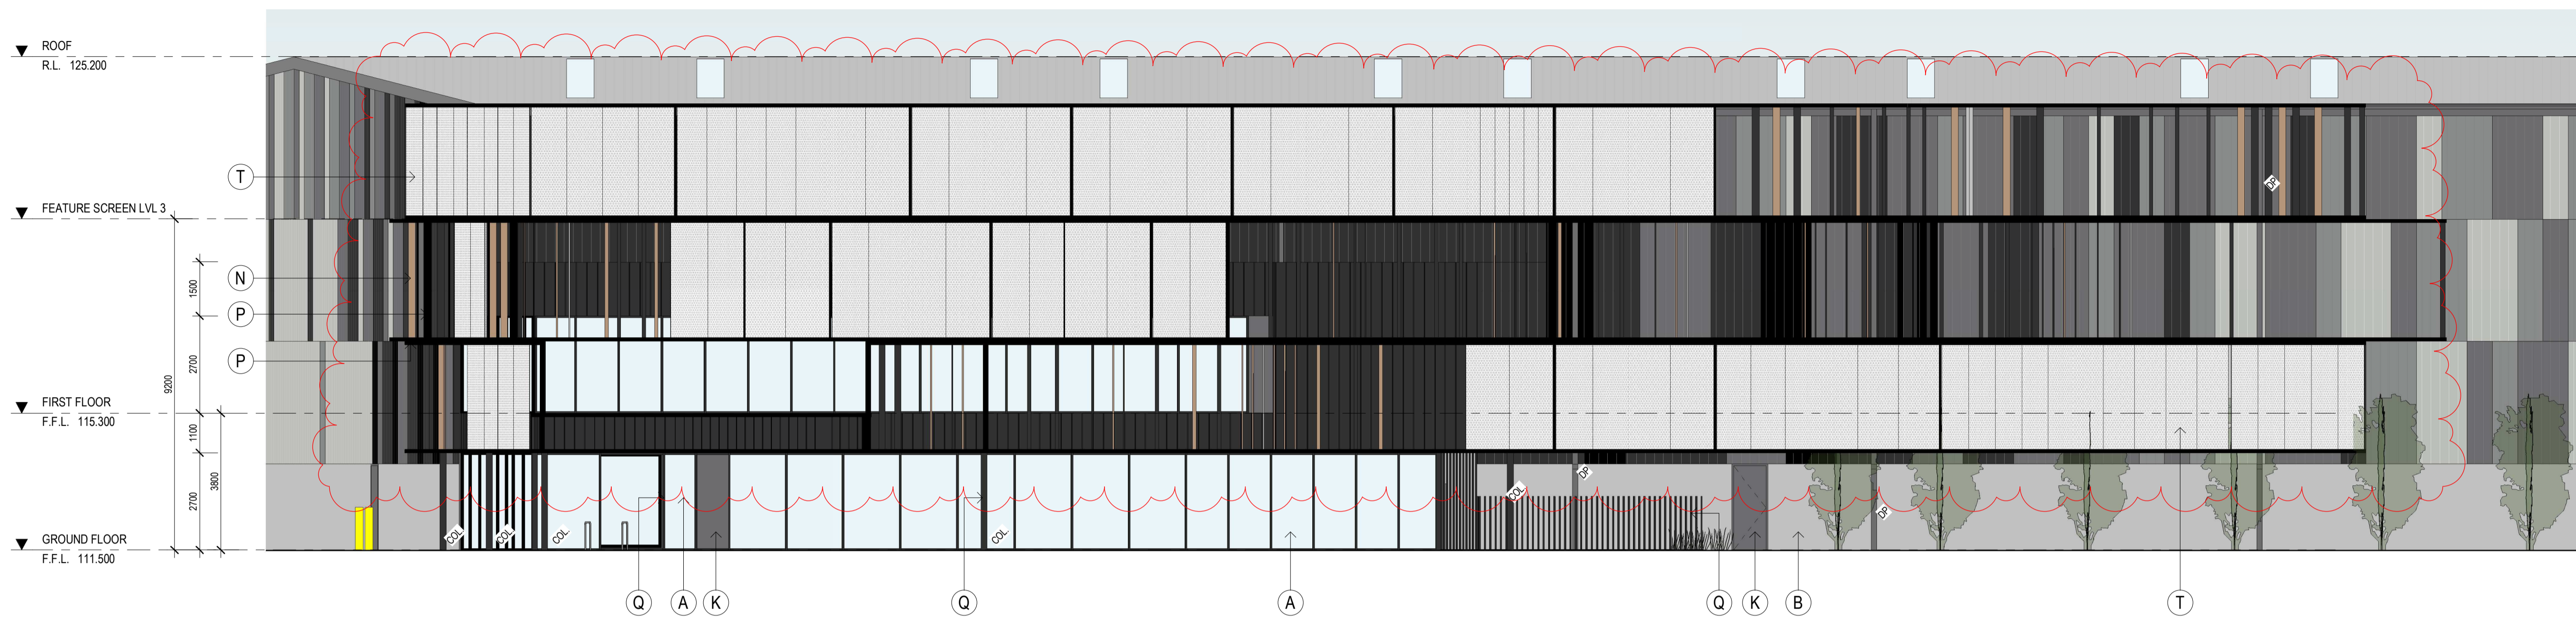 ROOF
R.L. 125.200
T
FEATURE SCREEN LVL 3
DP
N
1500
P
2700
P
9200
FIRST FLOOR
F.F.L. 115.300
1100
3800
2700
COL.
DP
DP
COL.
COL.
COL.
COL.
GROUND FLOOR
F.F.L. 111.500
Q
A
K
Q
A
Q
K
B
T